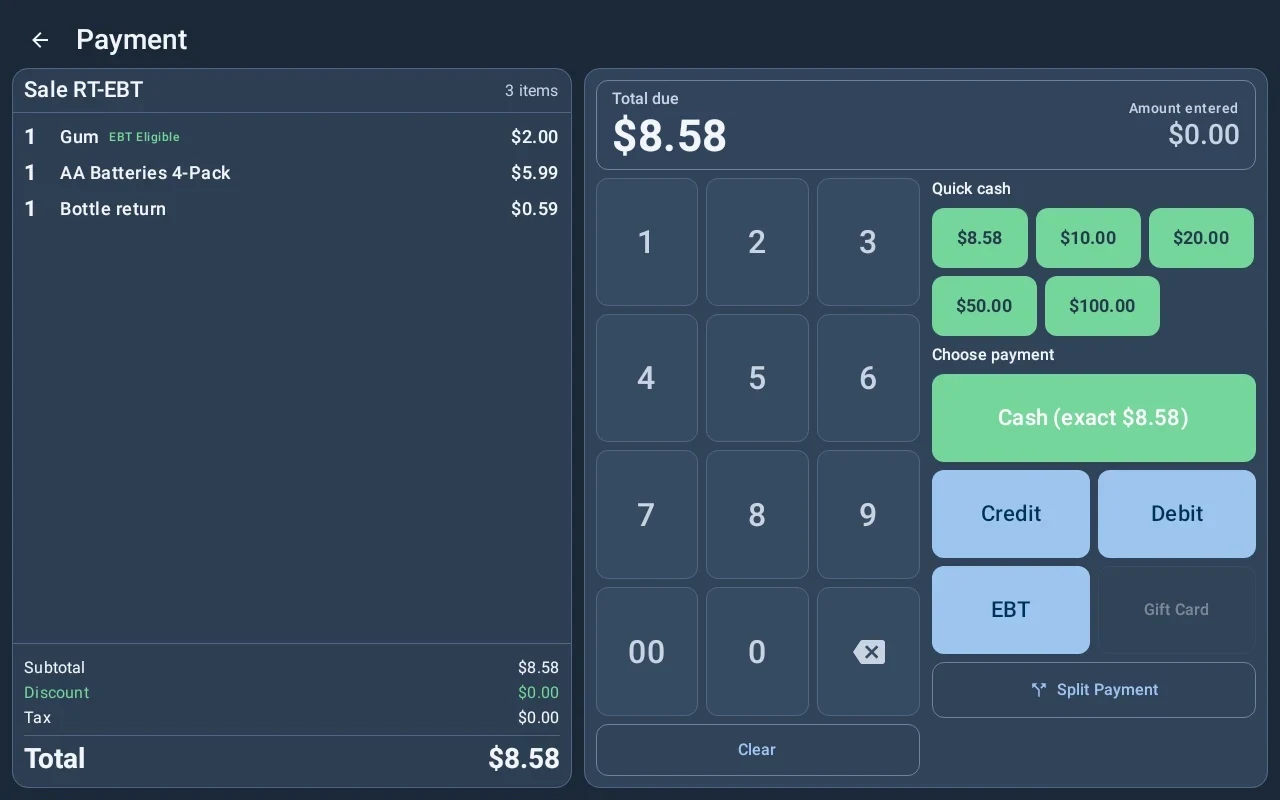 Payment
Sale RT-EBT 3 items
1 Gum EBT Eligible $2.00
1 AA Batteries 4-Pack $5.99
1 Bottle return $0.59
Subtotal $8.58
Discount $0.00
Tax $0.00
Total $8.58
Total due
$8.58
Amount entered
$0.00
1 2 3
4 5 6
7 8 9
00 0
Clear
Quick cash
$8.58 $10.00 $20.00
$50.00 $100.00
Choose payment
Cash (exact $8.58)
Credit Debit
EBT Gift Card
Split Payment